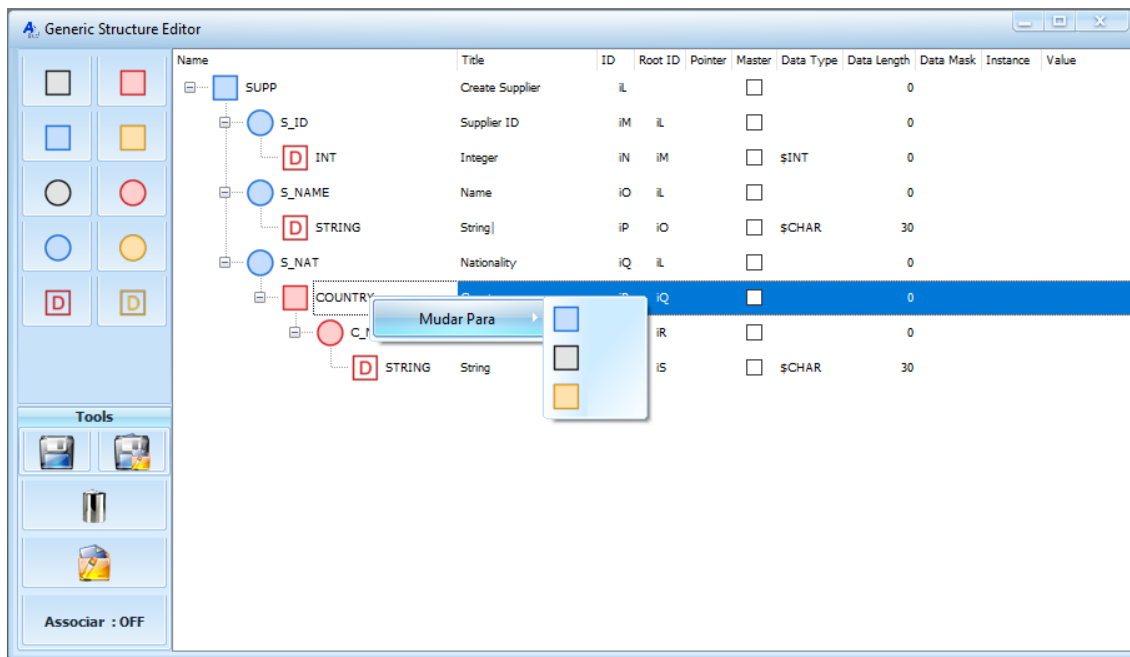 Generic Structure Editor
Name Title ID Root ID Pointer Master Data Type Data Length Data Mask Instance Value
SUPP Create Supplier iL 0
S_ID Supplier ID iM iL 0
D INT Integer iN iM $INT 0
S_NAME Name iO iL 0
D STRING String iP iO $CHAR 30
S_NAT Nationality iQ iL 0
COUNTRY iQ 0
Mudar Para
iR 0
D STRING String iS $CHAR 30
D D
Tools
Associar : OFF